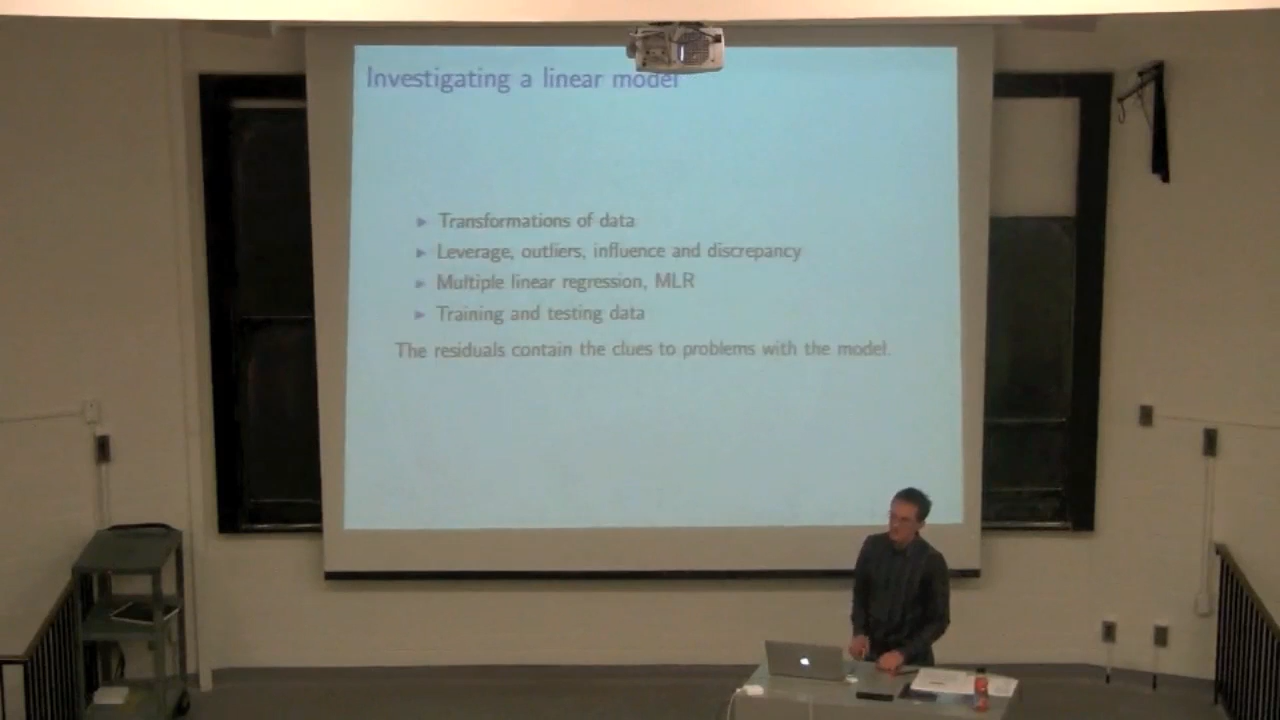 Investigating a linear model
▶ Transformations of data
▶ Leverage, outliers, influence and discrepancy
▶ Multiple linear regression, MLR
▶ Training and testing data
The residuals contain the clues to problems with the model.